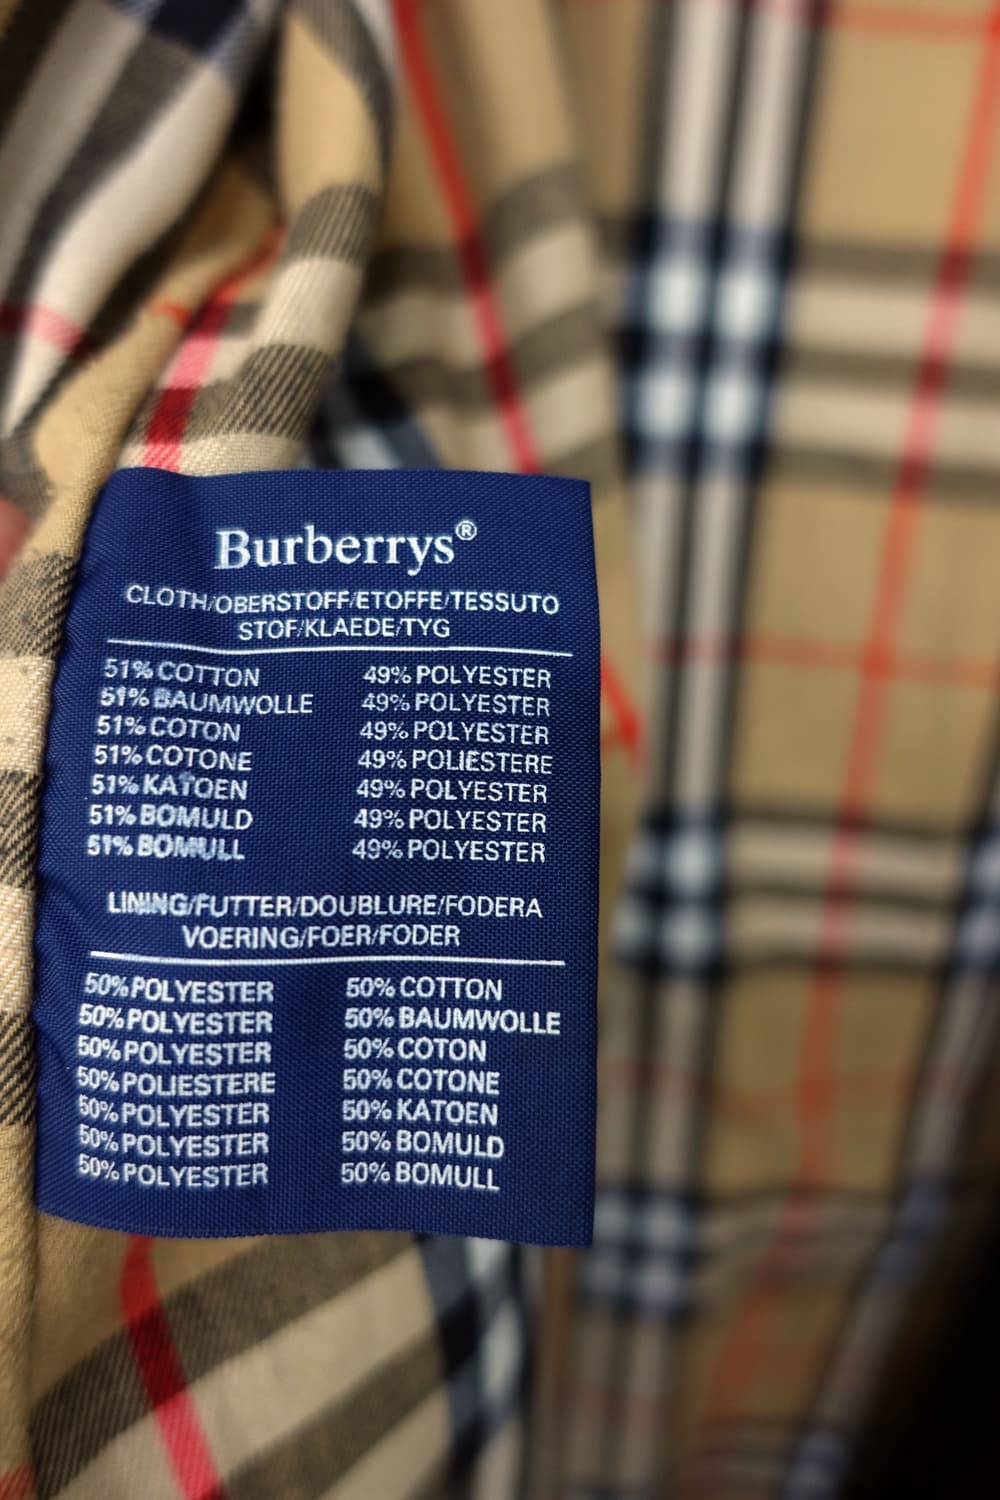 Burberrys®
CLOTH/OBERSTOFF/ETOFFE/TESSUTO
STOF/KLAEDE/TYG
51% COTTON 49% POLYESTER
51% BAUMWOLLE 49% POLYESTER
51% COTON 49% POLYESTER
51% COTONE 49% POLIESTERE
51% KATOEN 49% POLYESTER
51% BOMULD 49% POLYESTER
51% BOMULL 49% POLYESTER
LINING/FUTTER/DOUBLURE/FODERA
VOERING/FOER/FODER
50% POLYESTER 50% COTTON
50% POLYESTER 50% BAUMWOLLE
50% POLYESTER 50% COTON
50% POLIESTERE 50% COTONE
50% POLYESTER 50% KATOEN
50% POLYESTER 50% BOMULD
50% POLYESTER 50% BOMULL